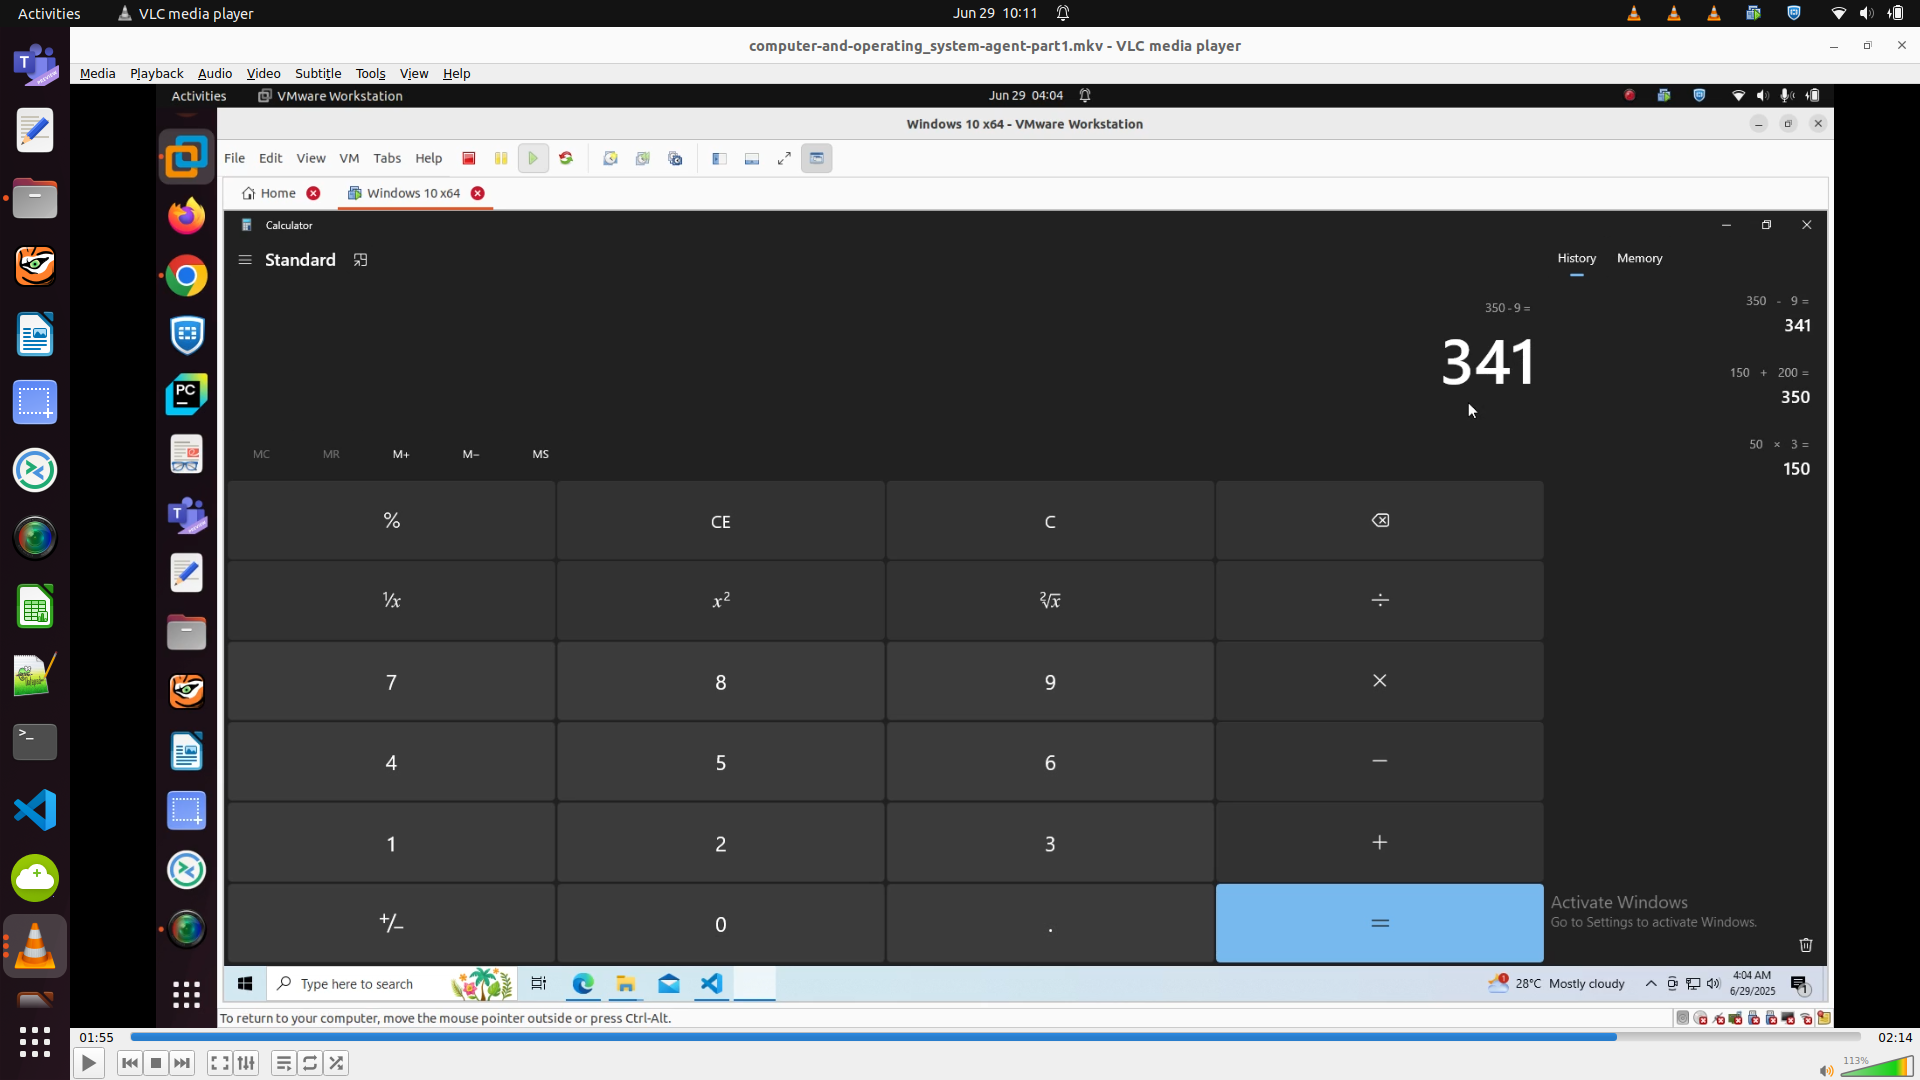 Activities VLC media player Jun 29 10:11
computer-and-operating_system-agent-part1.mkv - VLC media player
Media Playback Audio Video Subtitle Tools View Help
Activities VMware Workstation Jun 29 04:04
Windows 10 x64 - VMware Workstation
File Edit View VM Tabs Help
Home Windows 10 x64
Calculator
Standard
History Memory
350 - 9 =
341
350 - 9 =
341
150 + 200 =
350
50 × 3 =
150
MC MR M+ M− MS
% CE C
⅟x x² ²√x ÷
7 8 9 ×
4 5 6 −
1 2 3 +
+/− 0 . =
Activate Windows
Go to Settings to activate Windows.
Type here to search
28°C Mostly cloudy
4:04 AM
6/29/2025
1
To return to your computer, move the mouse pointer outside or press Ctrl-Alt.
01:55 02:14
113%